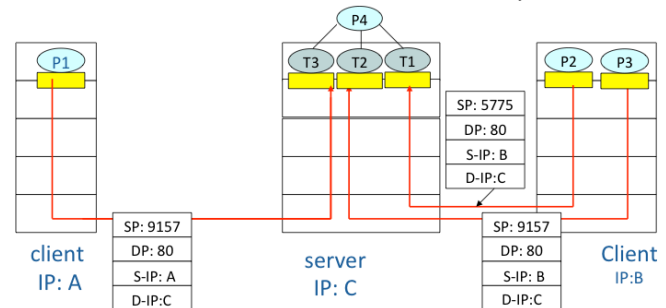 P4
P1
T3
T2
T1
P2
P3
SP: 5775
DP: 80
S-IP: B
D-IP:C
client
IP: A
SP: 9157
DP: 80
S-IP: A
D-IP:C
server
IP: C
SP: 9157
DP: 80
S-IP: B
D-IP:C
Client
IP:B